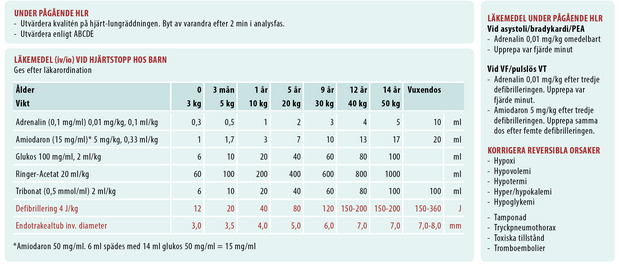 UNDER PÅGÅENDE HLR
- Utvärdera kvalitén på hjärt-lungräddningen. Byt av varandra efter 2 min i analysfas.
- Utvärdera enligt ABCDE
LÄKEMEDEL (iv/io) VID HJÄRTSTOPP HOS BARN
Ges efter läkarordination
Ålder 0 3 mån 1 år 5 år 9 år 12 år 14 år Vuxendos
Vikt 3 kg 5 kg 10 kg 20 kg 30 kg 40 kg 50 kg
Adrenalin (0,1 mg/ml) 0,01 mg/kg, 0,1 ml/kg 0,3 0,5 1 2 3 4 5 10 ml
Amiodaron (15 mg/ml)* 5 mg/kg, 0,33 ml/kg 1 1,7 3 7 10 13 17 20 ml
Glukos 100 mg/ml, 2 ml/kg 6 10 20 40 60 80 100 ml
Ringer-Acetat 20 ml/kg 60 100 200 400 600 800 1000 ml
Tribonat (0,5 mmol/ml) 2 ml/kg 6 10 20 40 60 80 100 100 ml
Defibrillering 4 J/kg 12 20 40 80 120 150-200 150-200 150-360 J
Endotrakealtub inv. diameter 3,0 3,5 4,0 5,0 6,0 7,0 7,0 7,0-8,0 mm
*Amiodaron 50 mg/ml. 6 ml spädes med 14 ml glukos 50 mg/ml = 15 mg/ml
LÄKEMEDEL UNDER PÅGÅENDE HLR
Vid asystoli/bradykardi/PEA
- Adrenalin 0,01 mg/kg omedelbart
- Upprepa var fjärde minut
Vid VF/pulslös VT
- Adrenalin 0,01 mg/kg efter tredje
defibrilleringen. Upprepa var
fjärde minut.
- Amiodaron 5 mg/kg efter tredje
defibrilleringen. Upprepa samma
dos efter femte defibrilleringen.
KORRIGERA REVERSIBLA ORSAKER
- Hypoxi
- Hypovolemi
- Hypotermi
- Hyper/hypokalemi
- Hypoglykemi
- Tamponad
- Tryckpneumothorax
- Toxiska tillstånd
- Tromboembolier